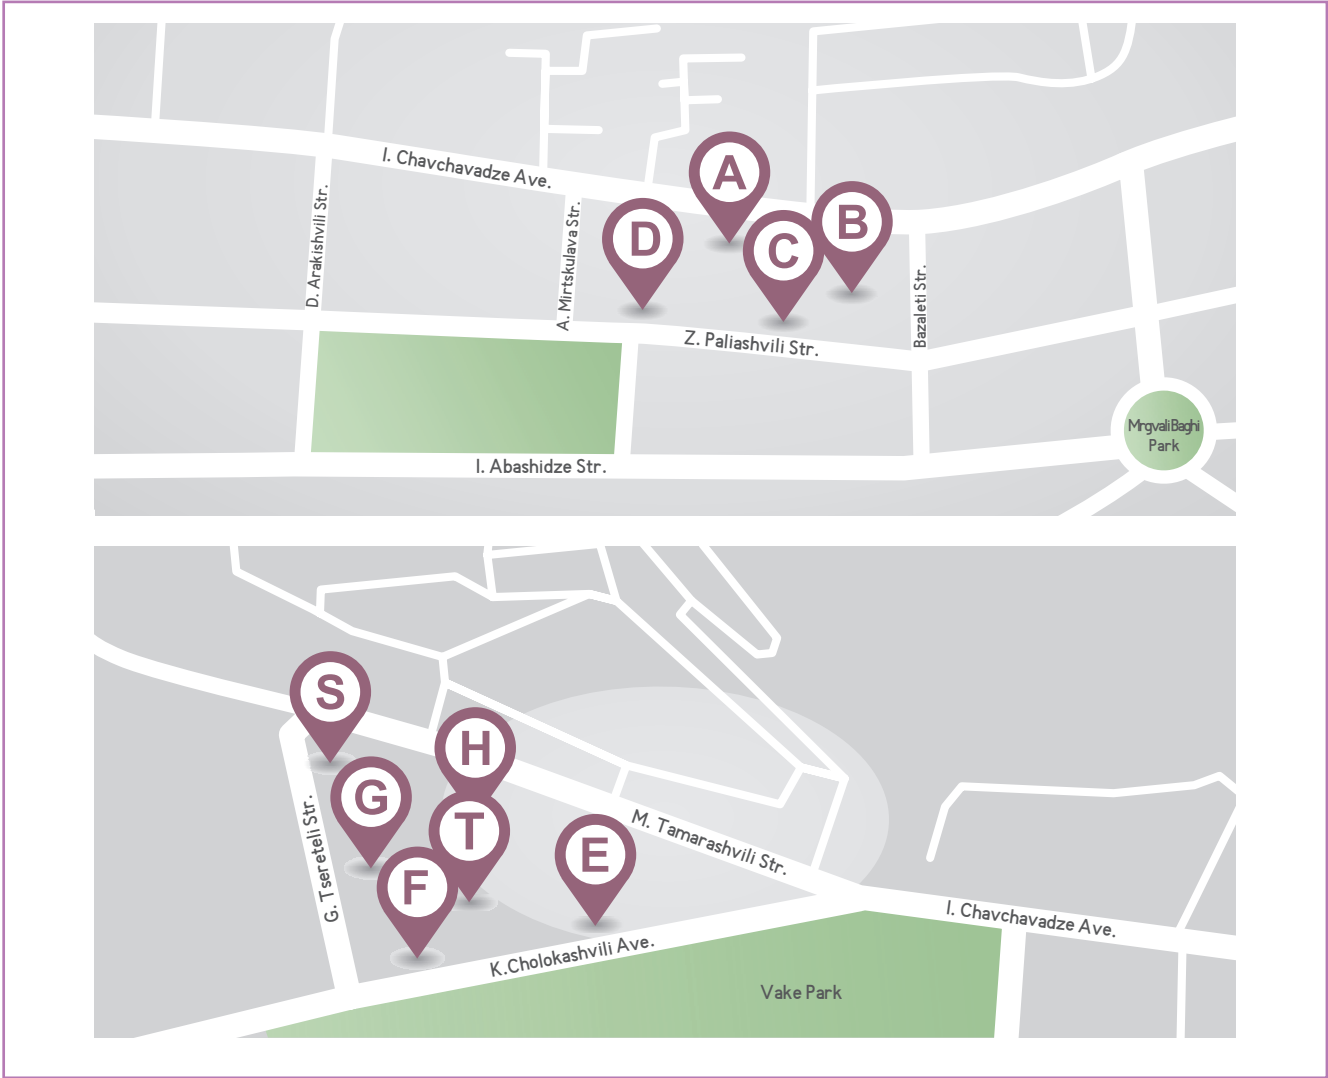 I. Chavchavadze Ave.
A
D. Arakishvili Str.
A. Mirtskulava Str.
D
C
B
Bazaleti Str.
Z. Paliashvili Str.
Mrgvali Baghi
Park
I. Abashidze Str.
S
H
G
T
E
F
G. Tsereteli Str.
M. Tamarashvili Str.
I. Chavchavadze Ave.
K.Cholokashvili Ave.
Vake Park